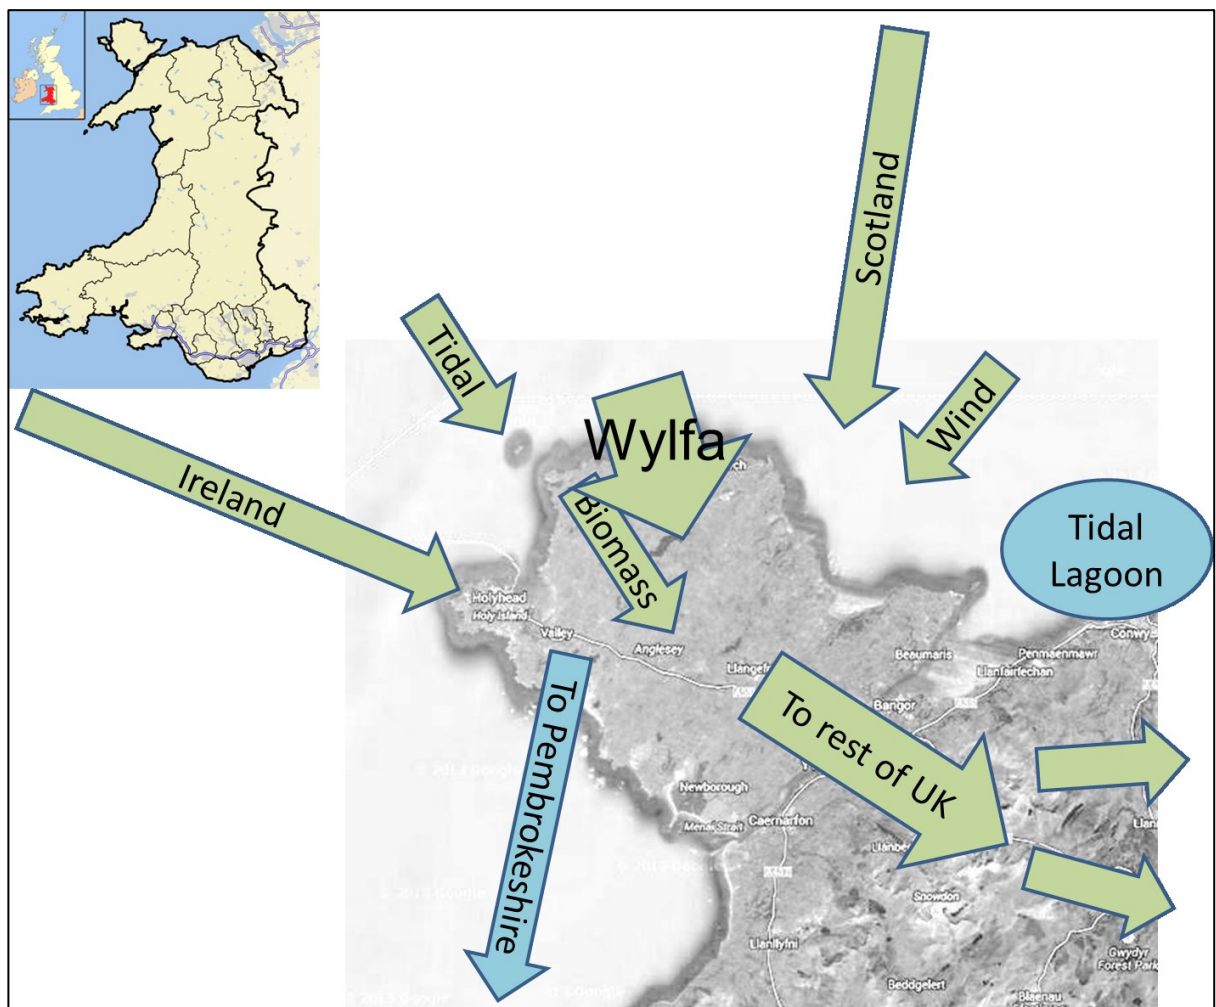 Scotland
Tidal
Wylfa
Wind
Ireland
Biomass
Tidal
Lagoon
Holyhead
Holy Island
Valley
Anglesey
Beaumaris
Conwy
Penmaenmawr
Llanfairfechan
Bangor
To Pembrokeshire
To rest of UK
Newborough
Menai Strait
Caernarfon
Snowdon
Llanllyfni
Gwydyr
Forest Park
Beddgelert
Blaenau